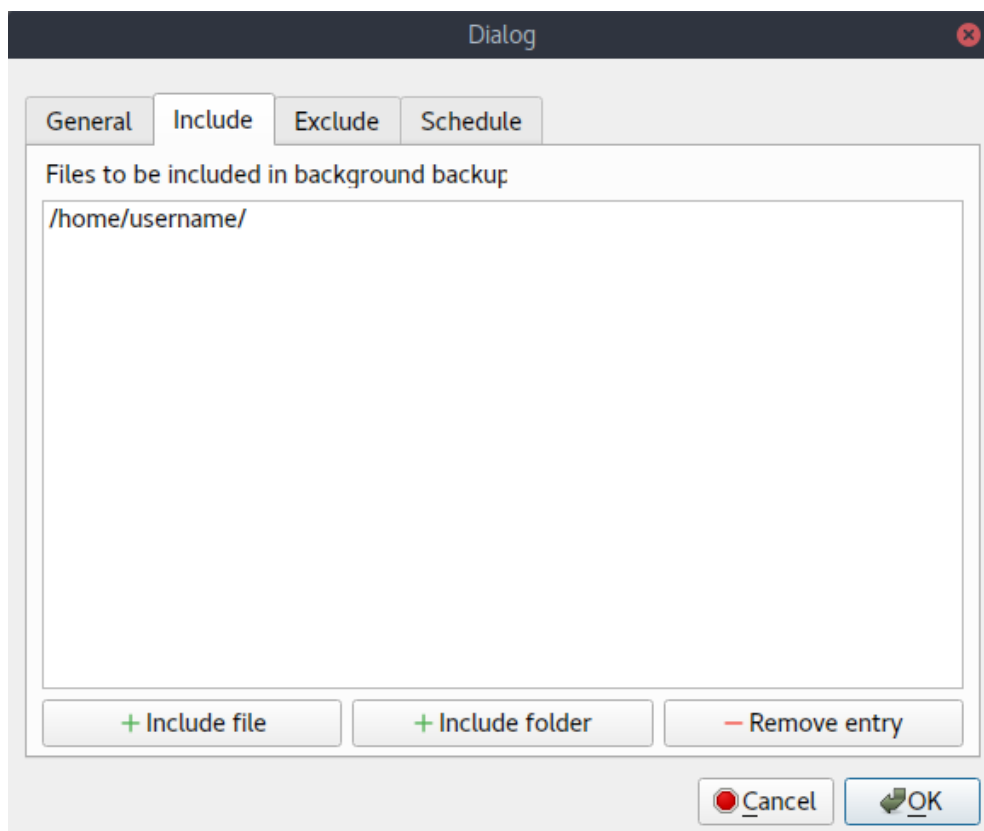 Dialog
General Include Exclude Schedule
Files to be included in background backup
/home/username/
+ Include file + Include folder − Remove entry
Cancel OK